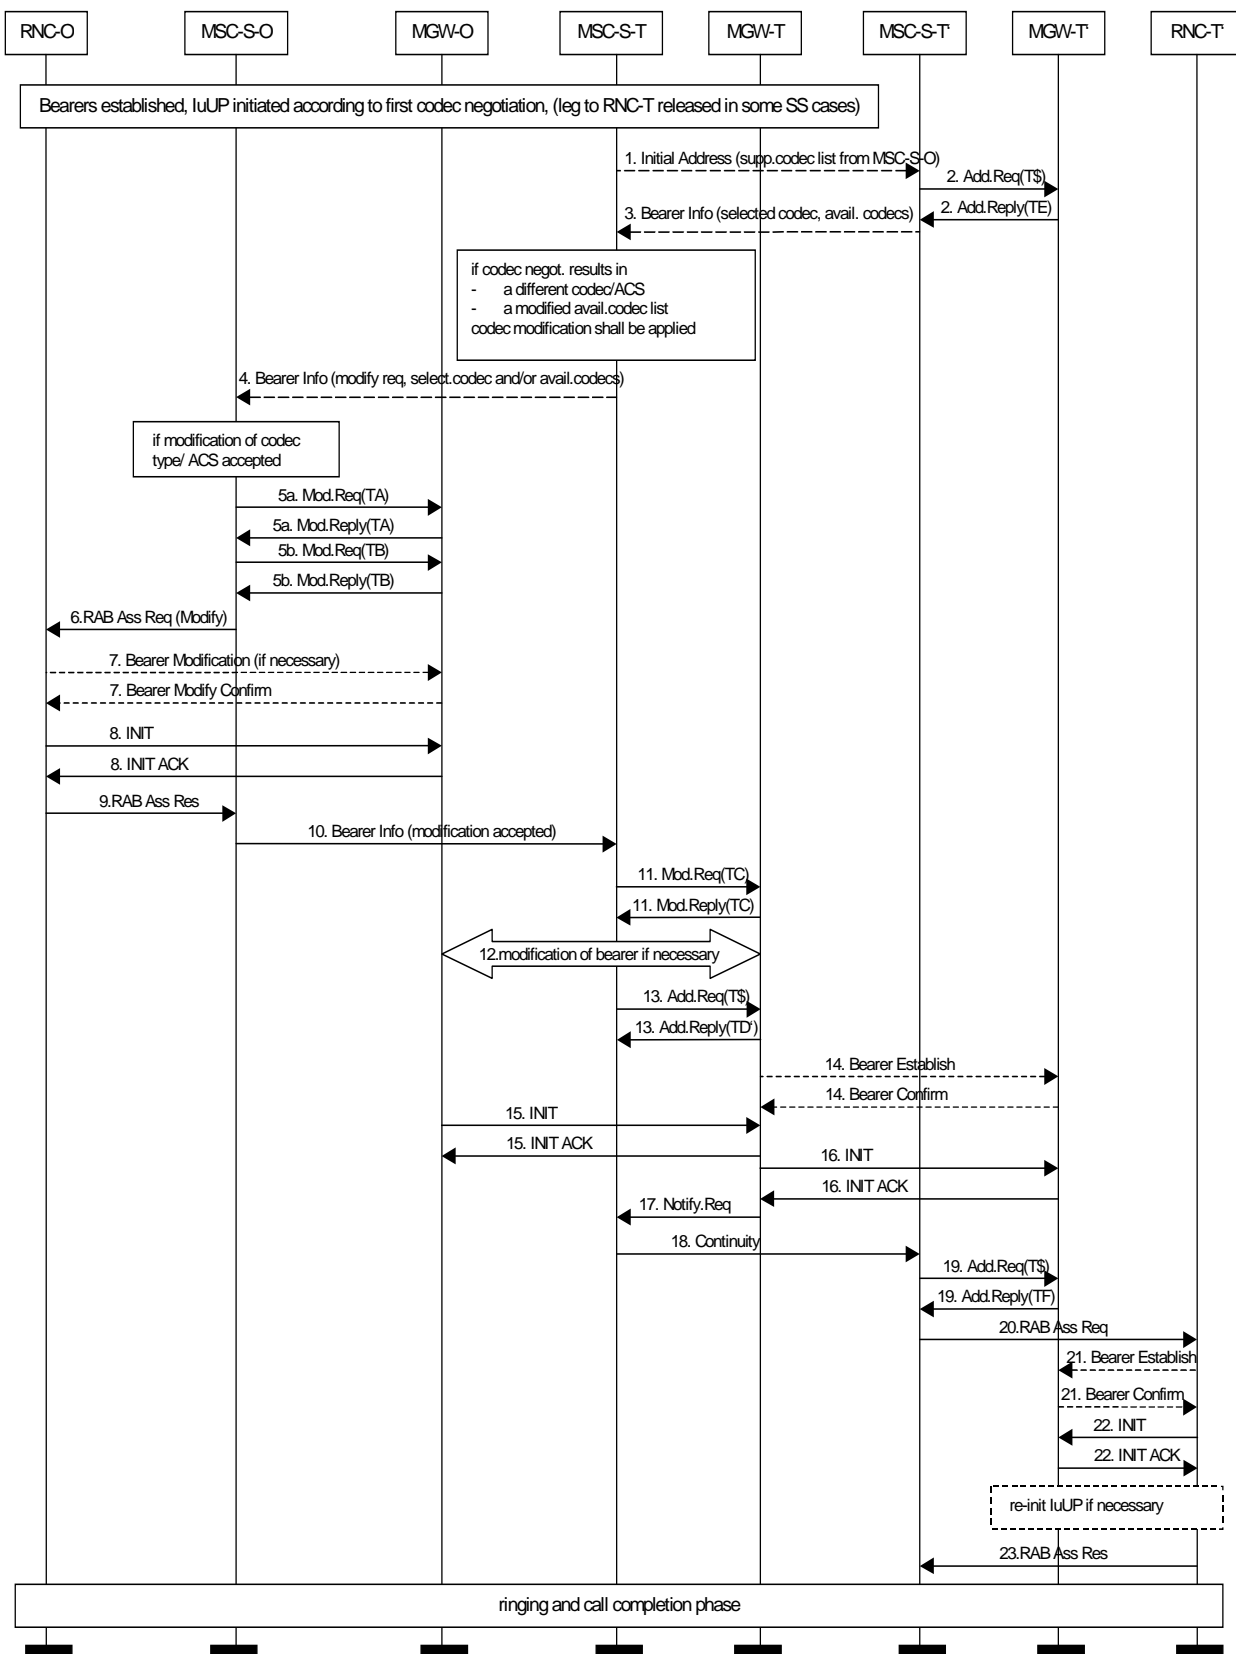 RNC-O
MSC-S-O
MGW-O
MSC-S-T
MGW-T
MSC-S-T'
MGW-T'
RNC-T'
Bearers established, IuUP initiated according to first codec negotiation, (leg to RNC-T released in some SS cases)
1. Initial Address (supp.codec list from MSC-S-O)
2. Add.Req(T$)
2. Add.Reply(TE)
3. Bearer Info (selected codec, avail. codecs)
if codec negot. results in
- a different codec/ACS
- a modified avail.codec list
codec modification shall be applied
4. Bearer Info (modify req, select.codec and/or avail.codecs)
if modification of codec
type/ ACS accepted
5a. Mod.Req(TA)
5a. Mod.Reply(TA)
5b. Mod.Req(TB)
5b. Mod.Reply(TB)
6.RAB Ass Req (Modify)
7. Bearer Modification (if necessary)
7. Bearer Modify Confirm
8. INIT
8. INIT ACK
9.RAB Ass Res
10. Bearer Info (modification accepted)
11. Mod.Req(TC)
11. Mod.Reply(TC)
12.modification of bearer if necessary
13. Add.Req(T$)
13. Add.Reply(TD')
14. Bearer Establish
14. Bearer Confirm
15. INIT
15. INIT ACK
16. INIT
16. INIT ACK
17. Notify.Req
18. Continuity
19. Add.Req(T$)
19. Add.Reply(TF)
20.RAB Ass Req
21. Bearer Establish
21. Bearer Confirm
22. INIT
22. INIT ACK
re-init IuUP if necessary
23.RAB Ass Res
ringing and call completion phase